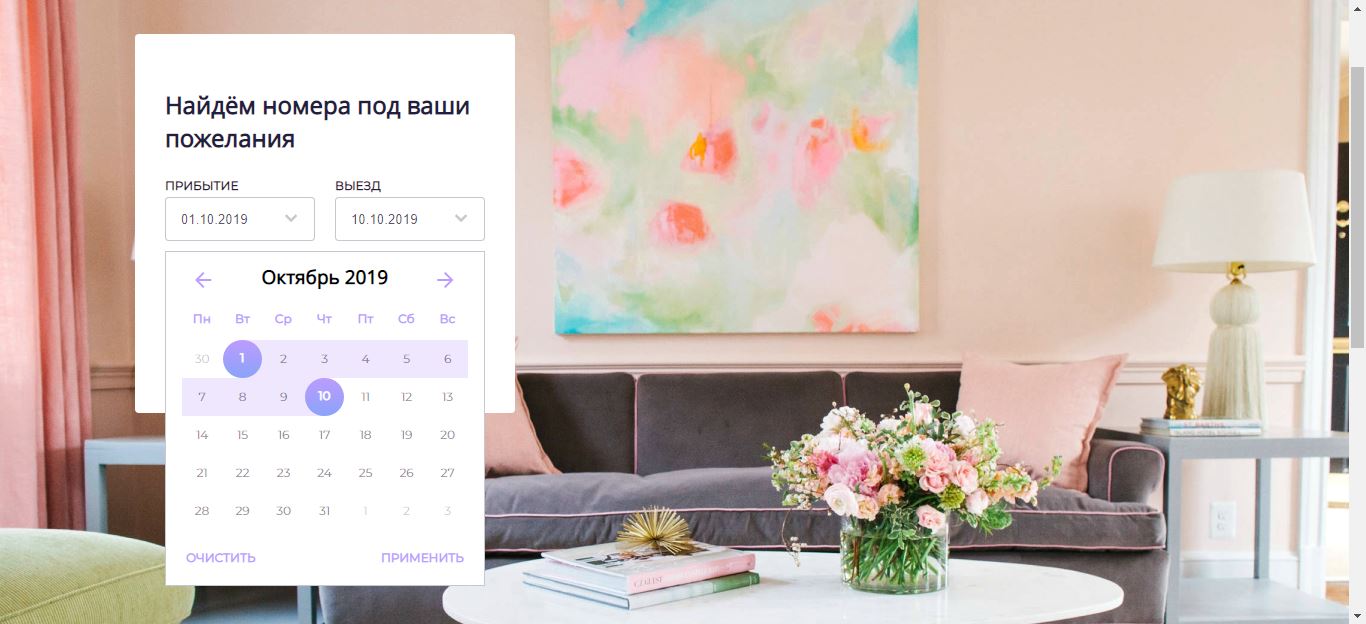 Найдём номера под ваши
пожелания
ПРИБЫТИЕ ВЫЕЗД
01.10.2019 10.10.2019
Октябрь 2019
Пн Вт Ср Чт Пт Сб Вс
30 1 2 3 4 5 6
7 8 9 10 11 12 13
14 15 16 17 18 19 20
21 22 23 24 25 26 27
28 29 30 31 1 2 3
ОЧИСТИТЬ ПРИМЕНИТЬ